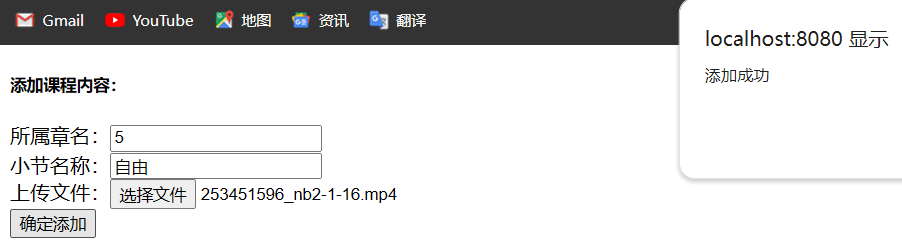 Gmail YouTube 地图 资讯 翻译
localhost:8080 显示
添加成功
添加课程内容：
所属章名： 5
小节名称： 自由
上传文件： 选择文件 253451596_nb2-1-16.mp4
确定添加